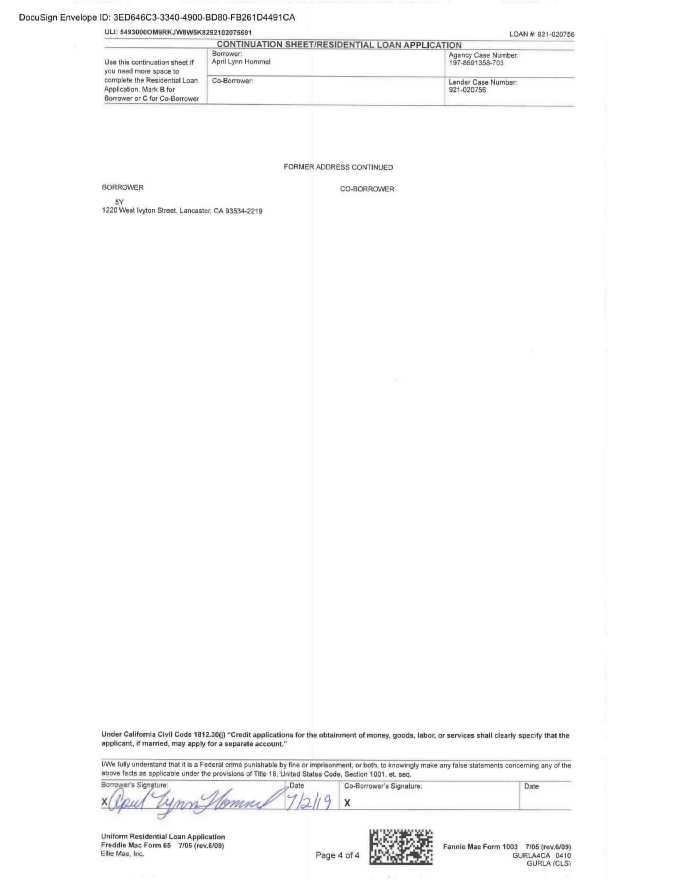 DocuSign Envelope ID: 3ED646C3-3340-4900-BD80-FB261D4491CA
ULI: 5493000OM9RKJW8W5K8292102075691
LOAN #: 921-020756
CONTINUATION SHEET/RESIDENTIAL LOAN APPLICATION
Use this continuation sheet if
you need more space to
complete the Residential Loan
Application. Mark B for
Borrower or C for Co-Borrower
Borrower:
April Lynn Hommel
Agency Case Number:
197-8691358-703
Co-Borrower:
Lender Case Number:
921-020756
FORMER ADDRESS CONTINUED
BORROWER
CO-BORROWER
5Y
1220 West Ivyton Street, Lancaster, CA 93534-2219
Under California Civil Code 1812.30(j) "Credit applications for the obtainment of money, goods, labor, or services shall clearly specify that the
applicant, if married, may apply for a separate account."
I/We fully understand that it is a Federal crime punishable by fine or imprisonment, or both, to knowingly make any false statements concerning any of the
above facts as applicable under the provisions of Title 18, United States Code, Section 1001, et. seq.
Borrower's Signature:
Date
Co-Borrower's Signature:
Date
X April Lynn Hommel 7/2/19
X
Uniform Residential Loan Application
Freddie Mac Form 65 7/05 (rev.6/09)
Ellie Mae, Inc.
Page 4 of 4
Fannie Mae Form 1003 7/05 (rev.6/09)
GURLA4CA 0410
GURLA (CLS)